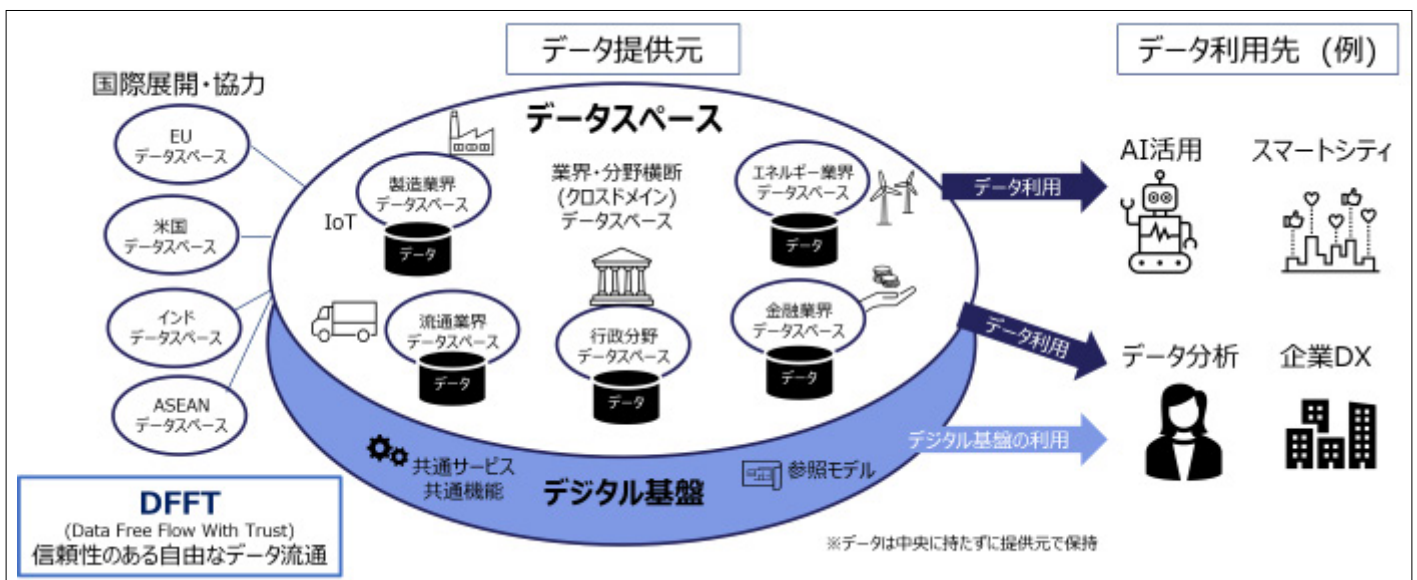 データ提供元
データ利用先 (例)
国際展開・協力
EU
データスペース
米国
データスペース
インド
データスペース
ASEAN
データスペース
データスペース
製造業界
データスペース
IoT
データ
業界・分野横断
(クロスドメイン)
データスペース
エネルギー業界
データスペース
データ
流通業界
データスペース
データ
行政分野
データスペース
データ
金融業界
データスペース
データ
共通サービス
共通機能
デジタル基盤
参照モデル
データ利用
データ利用
デジタル基盤の利用
AI活用
スマートシティ
データ分析
企業DX
DFFT
(Data Free Flow With Trust)
信頼性のある自由なデータ流通
※データは中央に持たずに提供元で保持